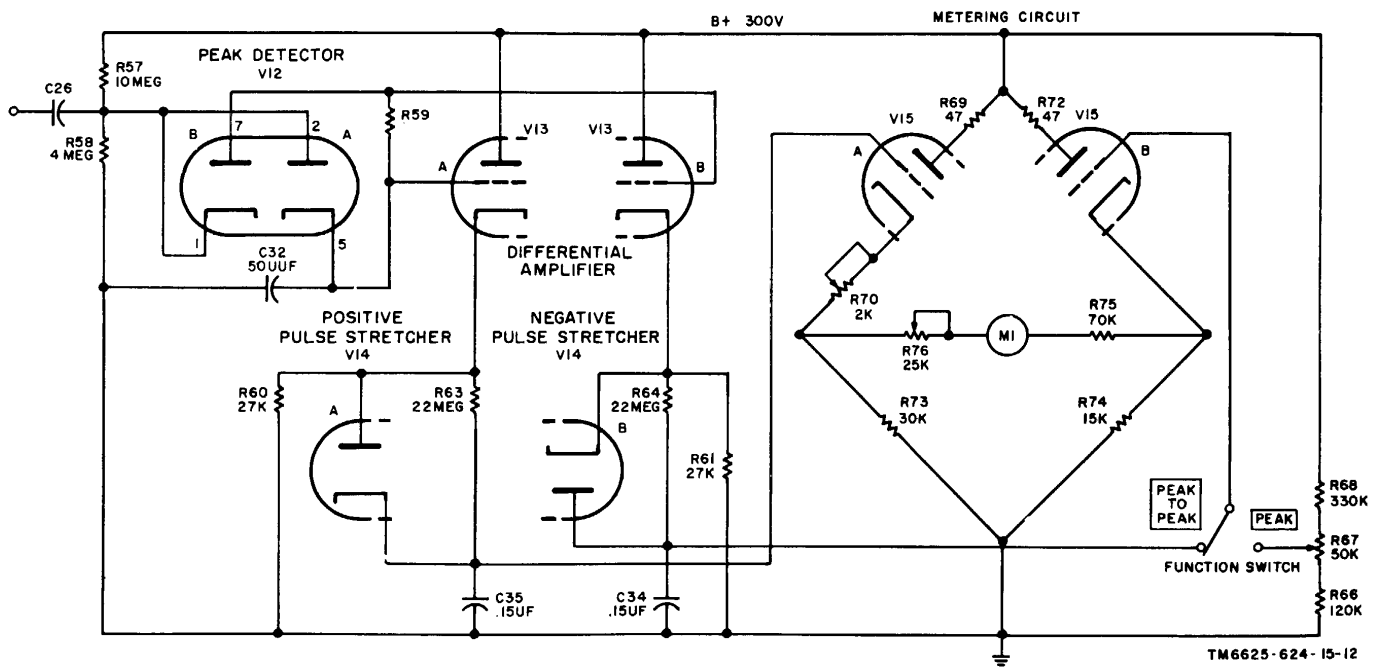 B+ 300V
METERING CIRCUIT
PEAK DETECTOR
V12
R57
10 MEG
C26
R58
4 MEG
B
7
2
A
1
5
C32
50UUF
R59
V13
A
V13
B
DIFFERENTIAL
AMPLIFIER
R69
47
R72
47
V15
A
V15
B
R70
2K
R76
25K
M1
R75
70K
R73
30K
R74
15K
POSITIVE
PULSE STRETCHER
V14
NEGATIVE
PULSE STRETCHER
V14
R60
27K
A
R63
22MEG
R64
22MEG
B
R61
27K
C35
.15UF
C34
.15UF
PEAK
TO
PEAK
PEAK
FUNCTION SWITCH
R68
330K
R67
50K
R66
120K
TM6625-624-15-12